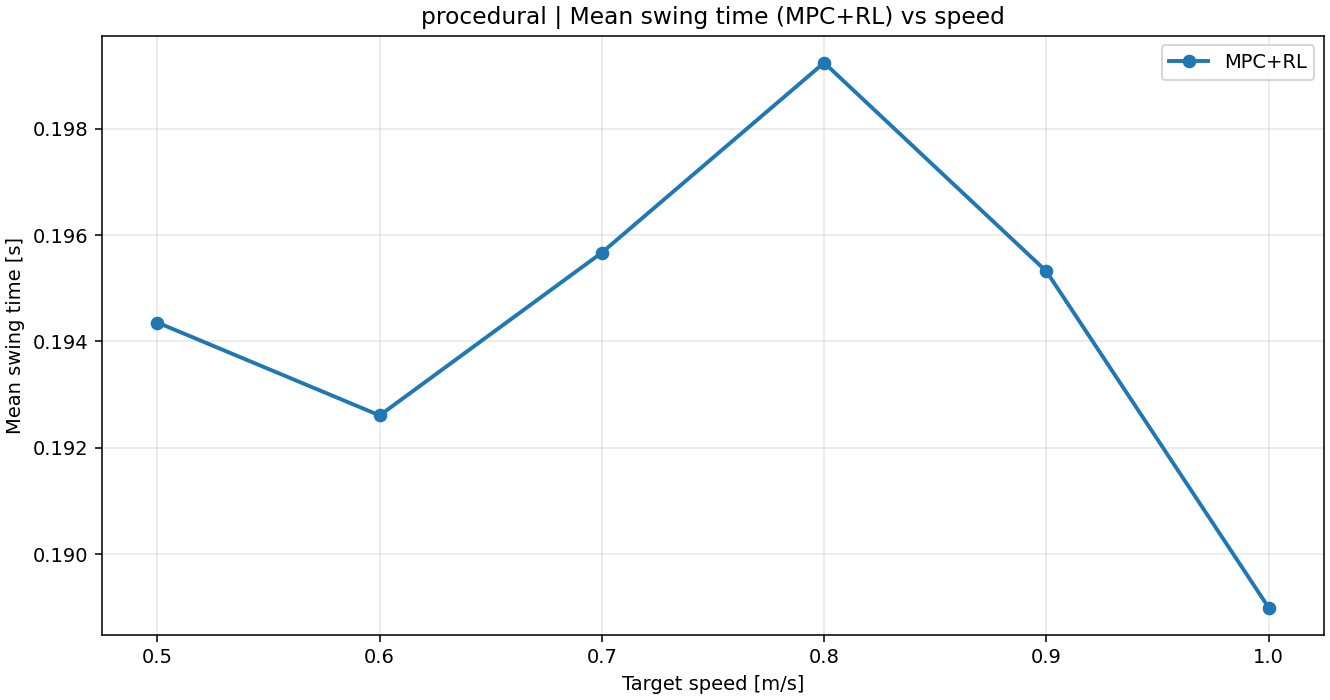 procedural | Mean swing time (MPC+RL) vs speed
MPC+RL
Mean swing time [s]
0.198
0.196
0.194
0.192
0.190
0.5 0.6 0.7 0.8 0.9 1.0
Target speed [m/s]